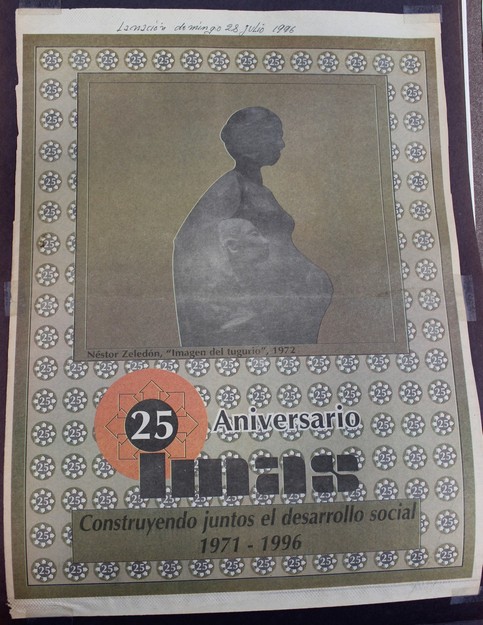 La nación domingo 28 julio 1996
Néstor Zeledón, "Imagen del tugurio", 1972
25 Aniversario
imas
Construyendo juntos el desarrollo social
1971 - 1996